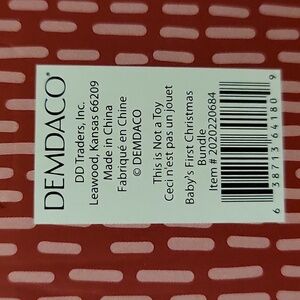 DEMDACO®
DD Traders, Inc.
Leawood, Kansas 66209
Made in China
Fabriqué en Chine
© DEMDACO
This is Not a Toy
Ceci n'est pas un jouet
Baby's First Christmas
Bundle
Item # 2020220684
6 38713 64180 9